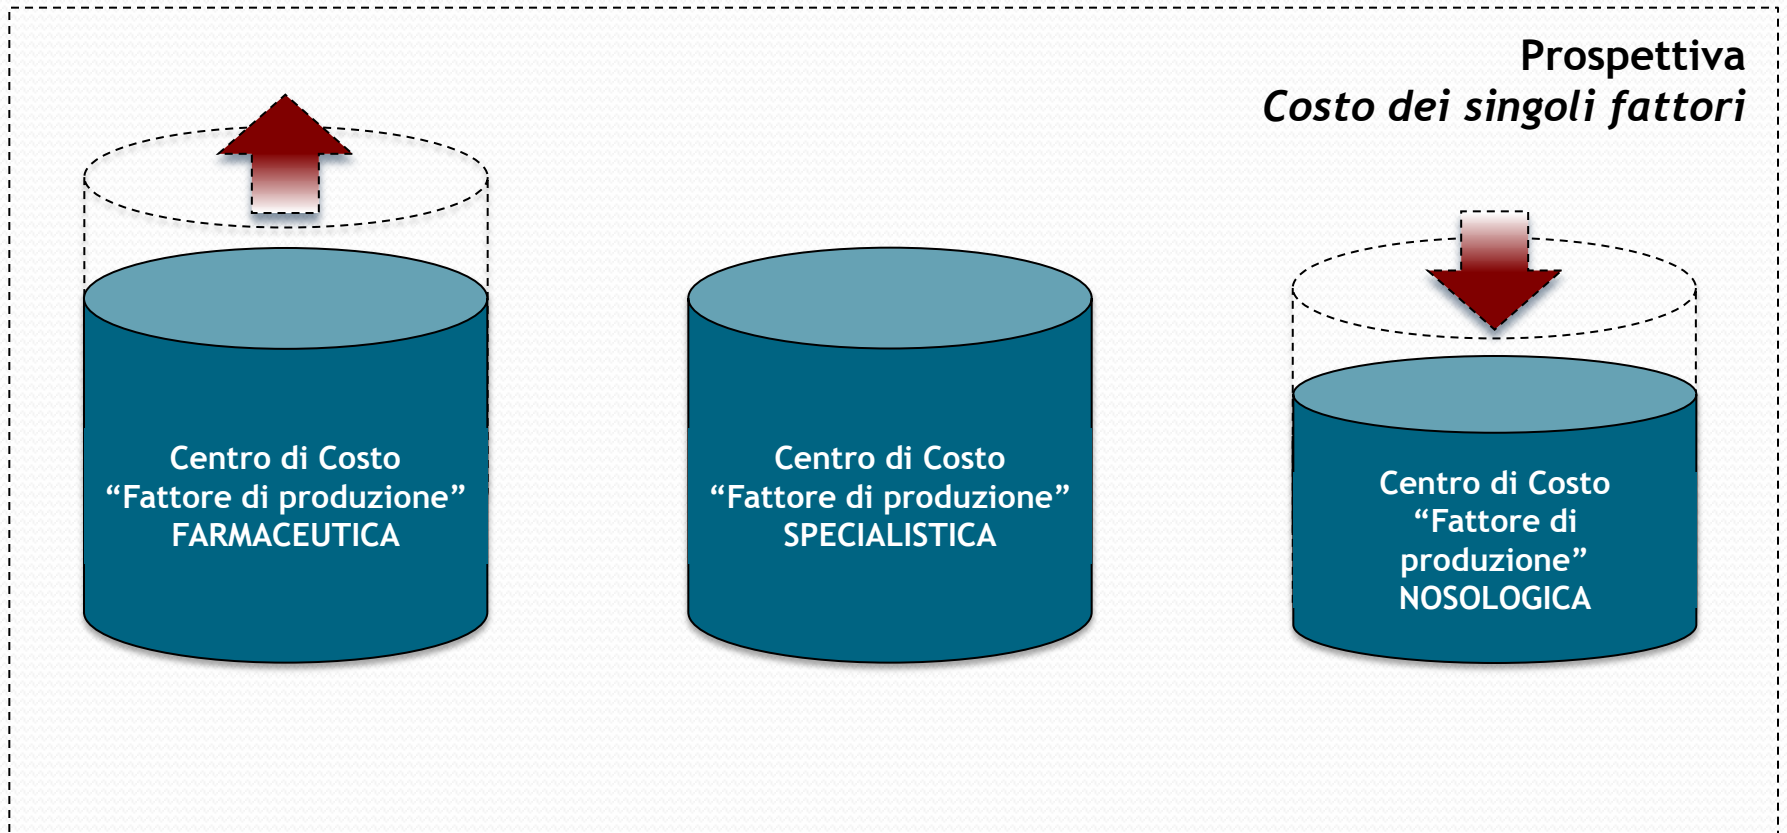 Prospettiva
Costo dei singoli fattori
Centro di Costo
“Fattore di produzione”
FARMACEUTICA
Centro di Costo
“Fattore di produzione”
SPECIALISTICA
Centro di Costo
“Fattore di
produzione”
NOSOLOGICA